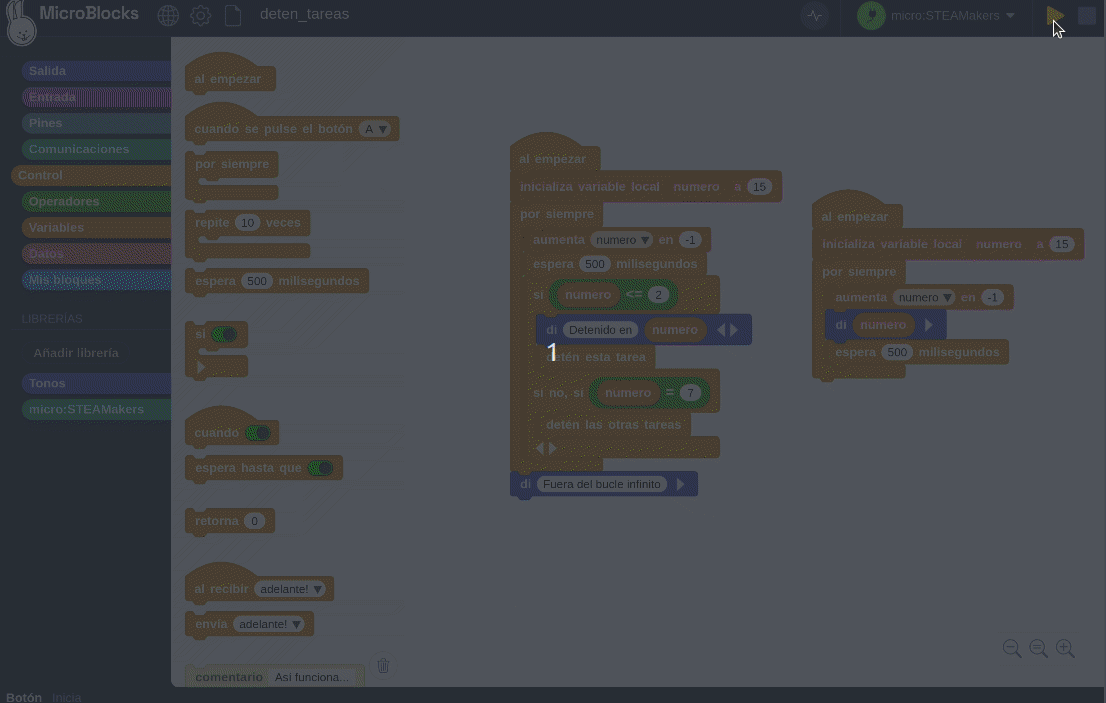 MicroBlocks
deten_tareas
micro:STEAMakers
Salida
Entrada
Pines
Comunicaciones
Control
Operadores
Variables
Datos
Mis bloques
LIBRERÍAS
Añadir librería
Tonos
micro:STEAMakers
al empezar
cuando se pulse el botón A
por siempre
repite 10 veces
espera 500 milisegundos
si
cuando
espera hasta que
retorna 0
al recibir adelante!
envía adelante!
comentario Así funciona...
al empezar
inicializa variable local numero a 15
por siempre
aumenta numero en -1
espera 500 milisegundos
si numero <= 2
di Detenido en numero
detén esta tarea
si no, si numero = 7
detén las otras tareas
di Fuera del bucle infinito
1
al empezar
inicializa variable local numero a 15
por siempre
aumenta numero en -1
di numero
espera 500 milisegundos
Botón Inicia